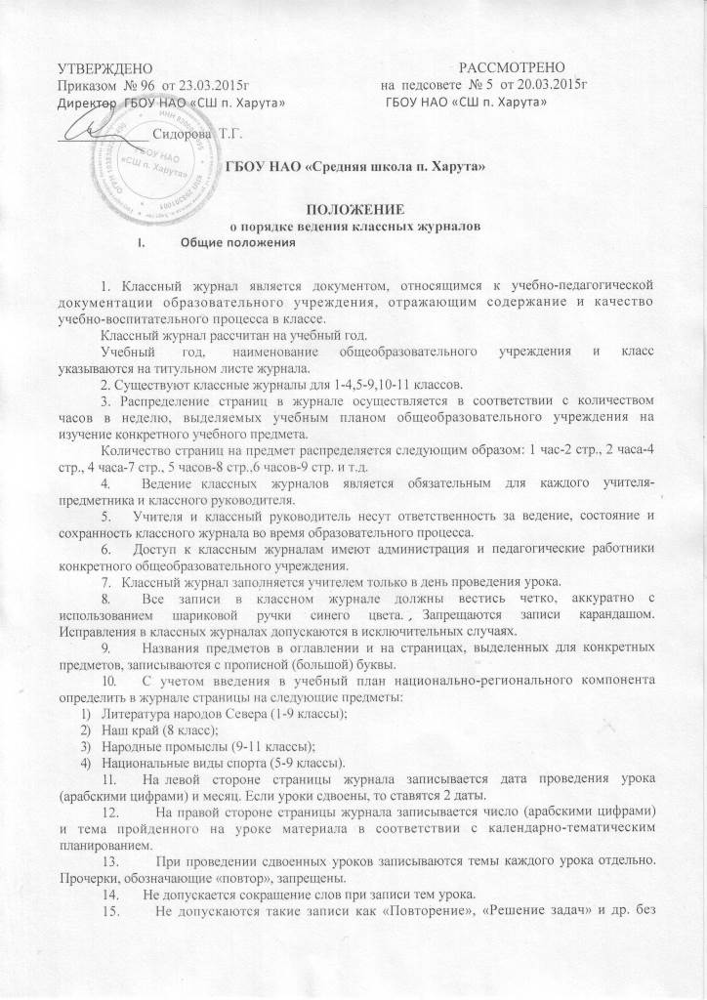 УТВЕРЖДЕНО РАССМОТРЕНО
Приказом № 96 от 23.03.2015г на педсовете № 5 от 20.03.2015г
Директор ГБОУ НАО «СШ п. Харута» ГБОУ НАО «СШ п. Харута»
Сидорова Т.Г.
ГБОУ НАО
«СШ п. Харута»
ГБОУ НАО «Средняя школа п. Харута»
ПОЛОЖЕНИЕ
о порядке ведения классных журналов
I. Общие положения
1. Классный журнал является документом, относящимся к учебно-педагогической
документации образовательного учреждения, отражающим содержание и качество
учебно-воспитательного процесса в классе.
Классный журнал рассчитан на учебный год.
Учебный год, наименование общеобразовательного учреждения и класс
указываются на титульном листе журнала.
2. Существуют классные журналы для 1-4,5-9,10-11 классов.
3. Распределение страниц в журнале осуществляется в соответствии с количеством
часов в неделю, выделяемых учебным планом общеобразовательного учреждения на
изучение конкретного учебного предмета.
Количество страниц на предмет распределяется следующим образом: 1 час-2 стр., 2 часа-4
стр., 4 часа-7 стр., 5 часов-8 стр.,6 часов-9 стр. и т.д.
4. Ведение классных журналов является обязательным для каждого учителя-
предметника и классного руководителя.
5. Учителя и классный руководитель несут ответственность за ведение, состояние и
сохранность классного журнала во время образовательного процесса.
6. Доступ к классным журналам имеют администрация и педагогические работники
конкретного общеобразовательного учреждения.
7. Классный журнал заполняется учителем только в день проведения урока.
8. Все записи в классном журнале должны вестись четко, аккуратно с
использованием шариковой ручки синего цвета. Запрещаются записи карандашом.
Исправления в классных журналах допускаются в исключительных случаях.
9. Названия предметов в оглавлении и на страницах, выделенных для конкретных
предметов, записываются с прописной (большой) буквы.
10. С учетом введения в учебный план национально-регионального компонента
определить в журнале страницы на следующие предметы:
1) Литература народов Севера (1-9 классы);
2) Наш край (8 класс);
3) Народные промыслы (9-11 классы);
4) Национальные виды спорта (5-9 классы).
11. На левой стороне страницы журнала записывается дата проведения урока
(арабскими цифрами) и месяц. Если уроки сдвоены, то ставятся 2 даты.
12. На правой стороне страницы журнала записывается число (арабскими цифрами)
и тема пройденного на уроке материала в соответствии с календарно-тематическим
планированием.
13. При проведении сдвоенных уроков записываются темы каждого урока отдельно.
Прочерки, обозначающие «повтор», запрещены.
14. Не допускается сокращение слов при записи тем урока.
15. Не допускаются такие записи как «Повторение», «Решение задач» и др. без